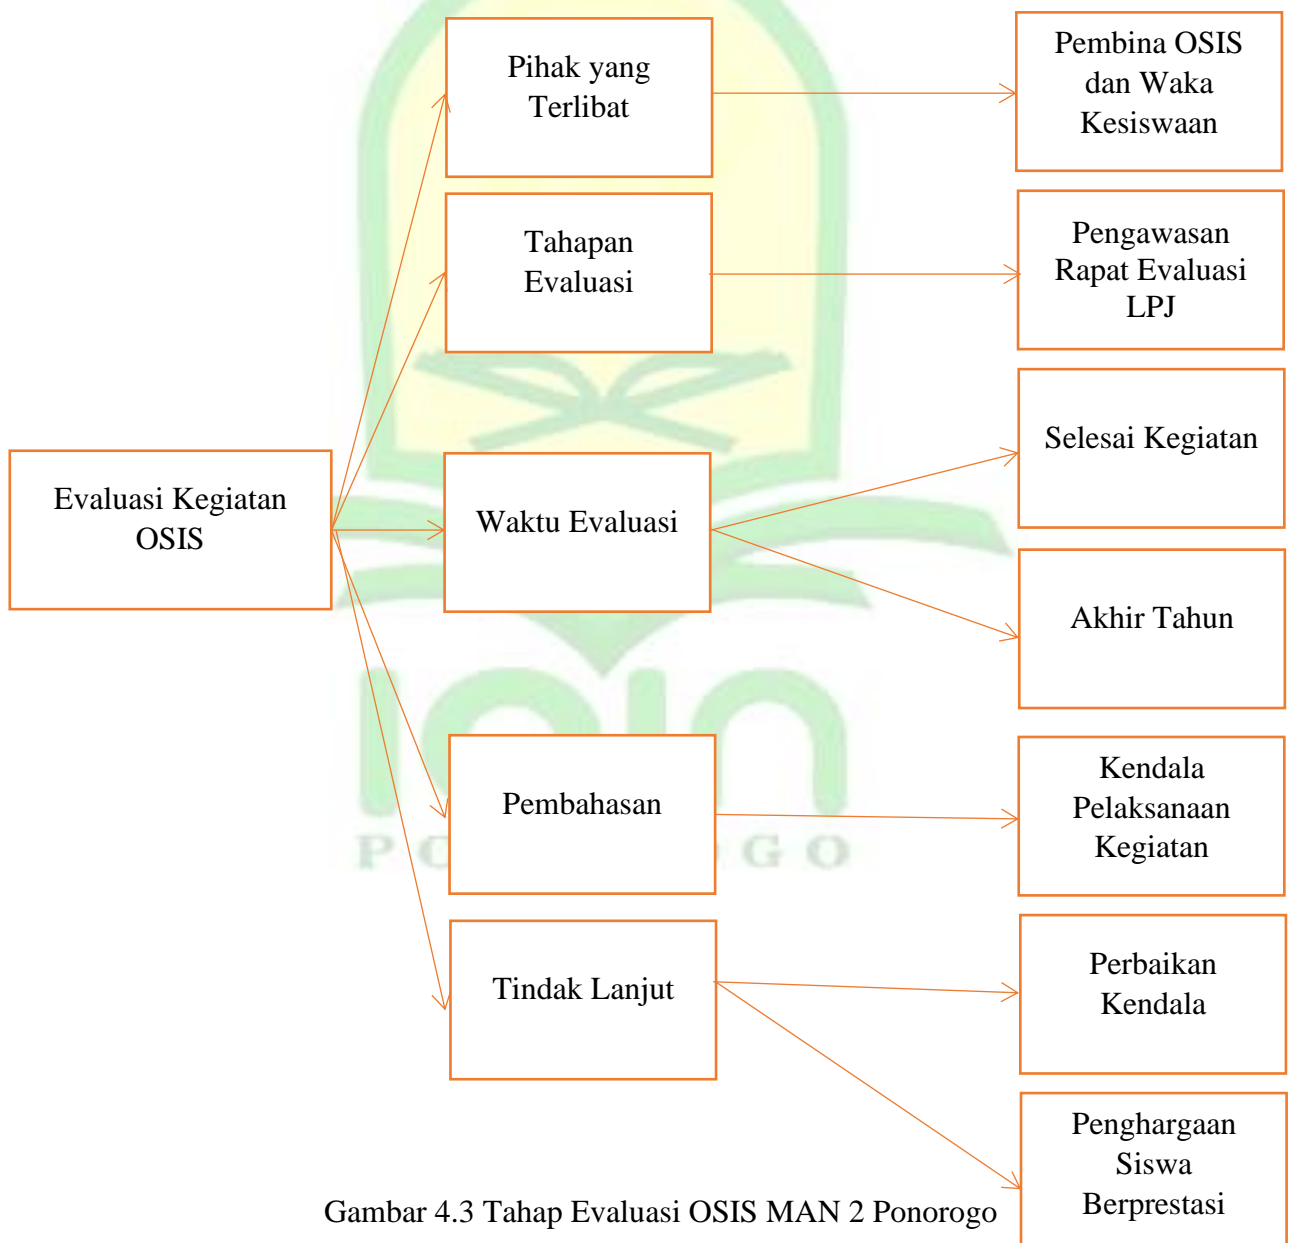 Pihak yang
Terlibat
Pembina OSIS
dan Waka
Kesiswaan
Tahapan
Evaluasi
Pengawasan
Rapat Evaluasi
LPJ
Evaluasi Kegiatan
OSIS
Waktu Evaluasi
Selesai Kegiatan
Akhir Tahun
Pembahasan
Kendala
Pelaksanaan
Kegiatan
Tindak Lanjut
Perbaikan
Kendala
Penghargaan
Siswa
Berprestasi
Gambar 4.3 Tahap Evaluasi OSIS MAN 2 Ponorogo